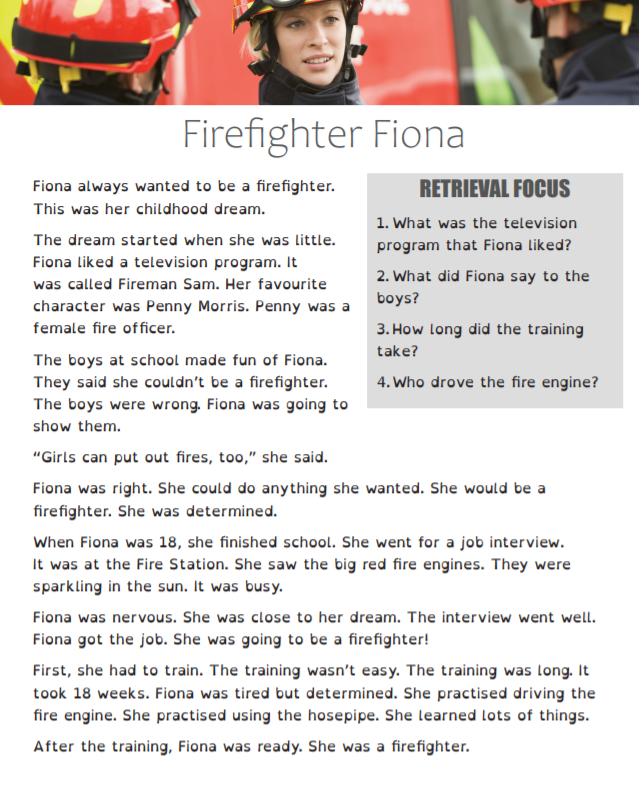 Firefighter Fiona
Fiona always wanted to be a firefighter.
This was her childhood dream.
The dream started when she was little.
Fiona liked a television program. It
was called Fireman Sam. Her favourite
character was Penny Morris. Penny was a
female fire officer.
The boys at school made fun of Fiona.
They said she couldn't be a firefighter.
The boys were wrong. Fiona was going to
show them.
"Girls can put out fires, too," she said.
Fiona was right. She could do anything she wanted. She would be a
firefighter. She was determined.
When Fiona was 18, she finished school. She went for a job interview.
It was at the Fire Station. She saw the big red fire engines. They were
sparkling in the sun. It was busy.
Fiona was nervous. She was close to her dream. The interview went well.
Fiona got the job. She was going to be a firefighter!
First, she had to train. The training wasn't easy. The training was long. It
took 18 weeks. Fiona was tired but determined. She practised driving the
fire engine. She practised using the hosepipe. She learned lots of things.
After the training, Fiona was ready. She was a firefighter.
RETRIEVAL FOCUS
1. What was the television
program that Fiona liked?
2. What did Fiona say to the
boys?
3. How long did the training
take?
4. Who drove the fire engine?